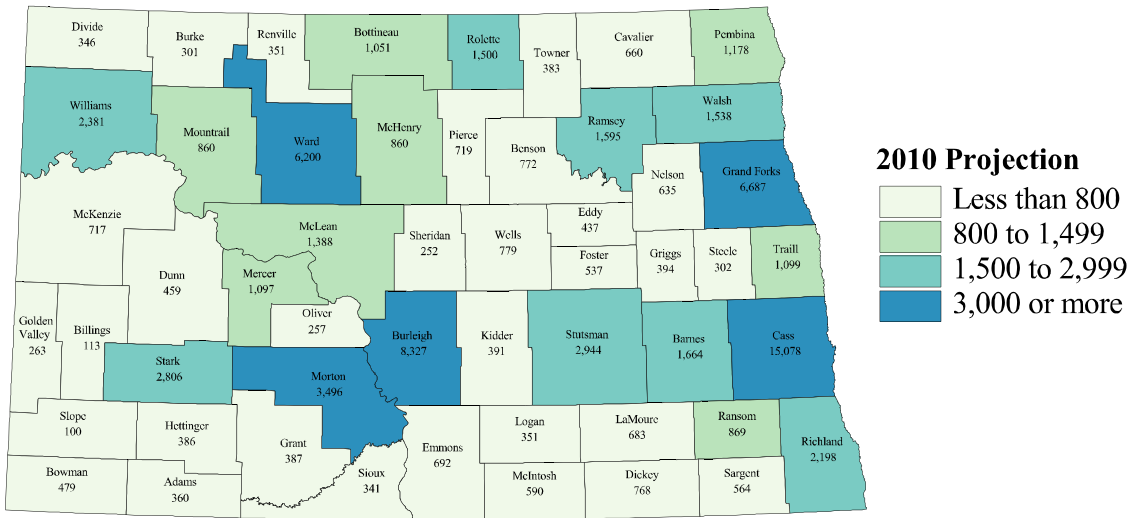 Divide
346
Burke
301
Renville
351
Bottineau
1,051
Rolette
1,500
Towner
383
Cavalier
660
Pembina
1,178
Williams
2,381
Mountrail
860
Ward
6,200
McHenry
860
Pierce
719
Benson
772
Ramsey
1,595
Walsh
1,538
Nelson
635
Grand Forks
6,687
McKenzie
717
Dunn
459
McLean
1,388
Mercer
1,097
Oliver
257
Sheridan
252
Wells
779
Eddy
437
Foster
537
Griggs
394
Steele
302
Traill
1,099
Golden
Valley
263
Billings
113
Stark
2,806
Morton
3,496
Burleigh
8,327
Kidder
391
Stutsman
2,944
Barnes
1,664
Cass
15,078
Slope
100
Hettinger
386
Grant
387
Bowman
479
Adams
360
Sioux
341
Emmons
692
Logan
351
LaMoure
683
Ransom
869
Richland
2,198
McIntosh
590
Dickey
768
Sargent
564
2010 Projection
Less than 800
800 to 1,499
1,500 to 2,999
3,000 or more